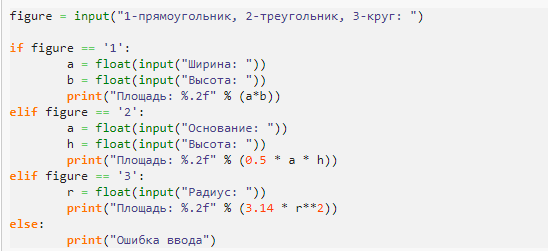 figure = input("1-прямоугольник, 2-треугольник, 3-круг: ")
if figure == '1':
a = float(input("Ширина: "))
b = float(input("Высота: "))
print("Площадь: %.2f" % (a*b))
elif figure == '2':
a = float(input("Основание: "))
h = float(input("Высота: "))
print("Площадь: %.2f" % (0.5 * a * h))
elif figure == '3':
r = float(input("Радиус: "))
print("Площадь: %.2f" % (3.14 * r**2))
else:
print("Ошибка ввода")